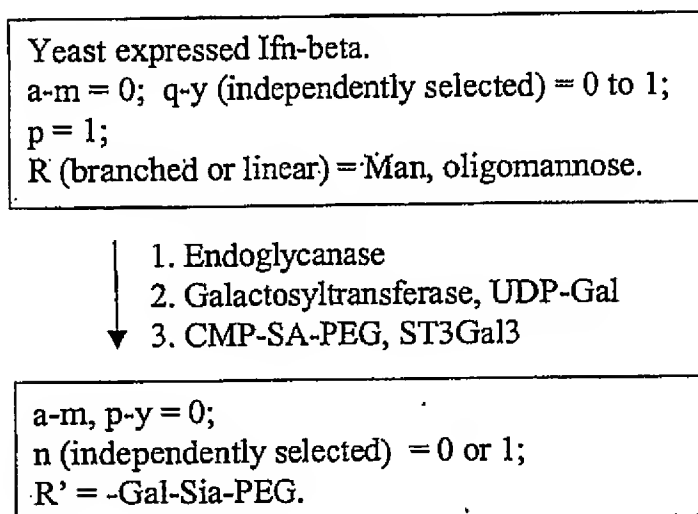 Yeast expressed Ifn-beta.
a-m = 0; q-y (independently selected) = 0 to 1;
p = 1;
R (branched or linear) = Man, oligomannose.
1. Endoglycanase
2. Galactosyltransferase, UDP-Gal
3. CMP-SA-PEG, ST3Gal3
a-m, p-y = 0;
n (independently selected) = 0 or 1;
R' = -Gal-Sia-PEG.